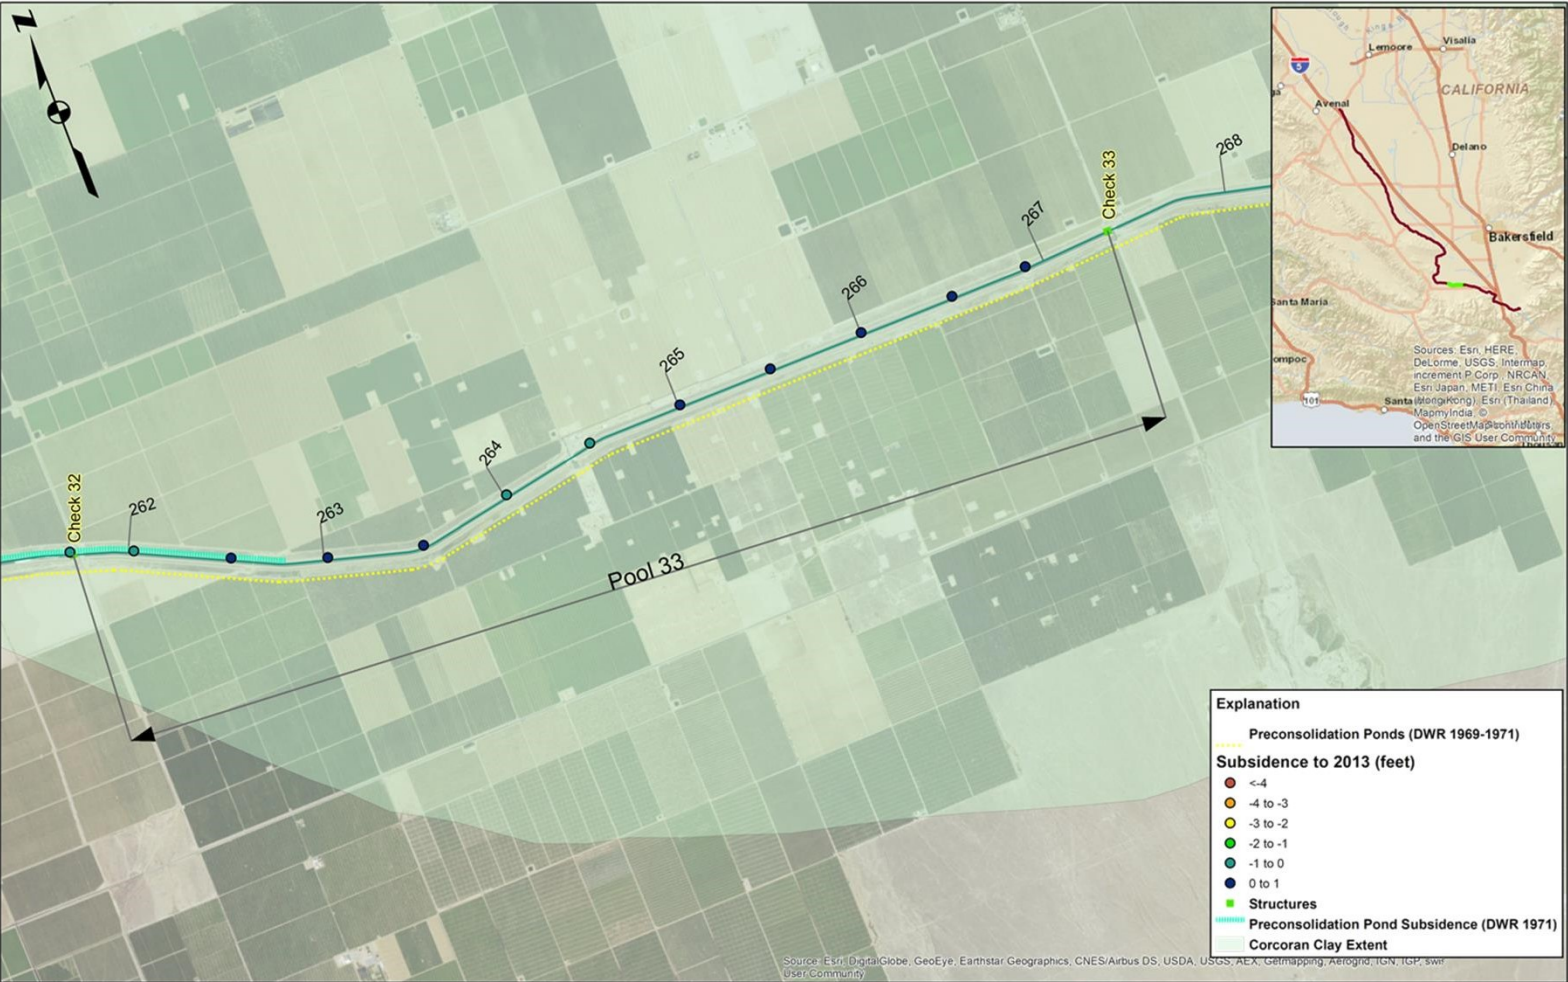 N
Check 32
262
263
264
265
266
267
Check 33
268
Pool 33
Lemoore
Visalia
5
CALIFORNIA
Avenal
Delano
Bakersfield
Santa Maria
ompoc
101
Santa
Sources: Esri, HERE,
DeLorme, USGS, Intermap,
increment P Corp., NRCAN,
Esri Japan, METI, Esri China
(Hong Kong), Esri (Thailand),
MapmyIndia, ©
OpenStreetMap contributors,
and the GIS User Community
Explanation
Preconsolidation Ponds (DWR 1969-1971)
Subsidence to 2013 (feet)
<-4
-4 to -3
-3 to -2
-2 to -1
-1 to 0
0 to 1
Structures
Preconsolidation Pond Subsidence (DWR 1971)
Corcoran Clay Extent
Source: Esri, DigitalGlobe, GeoEye, Earthstar Geographics, CNES/Airbus DS, USDA, USGS, AEX, Getmapping, Aerogrid, IGN, IGP, swis
User Community